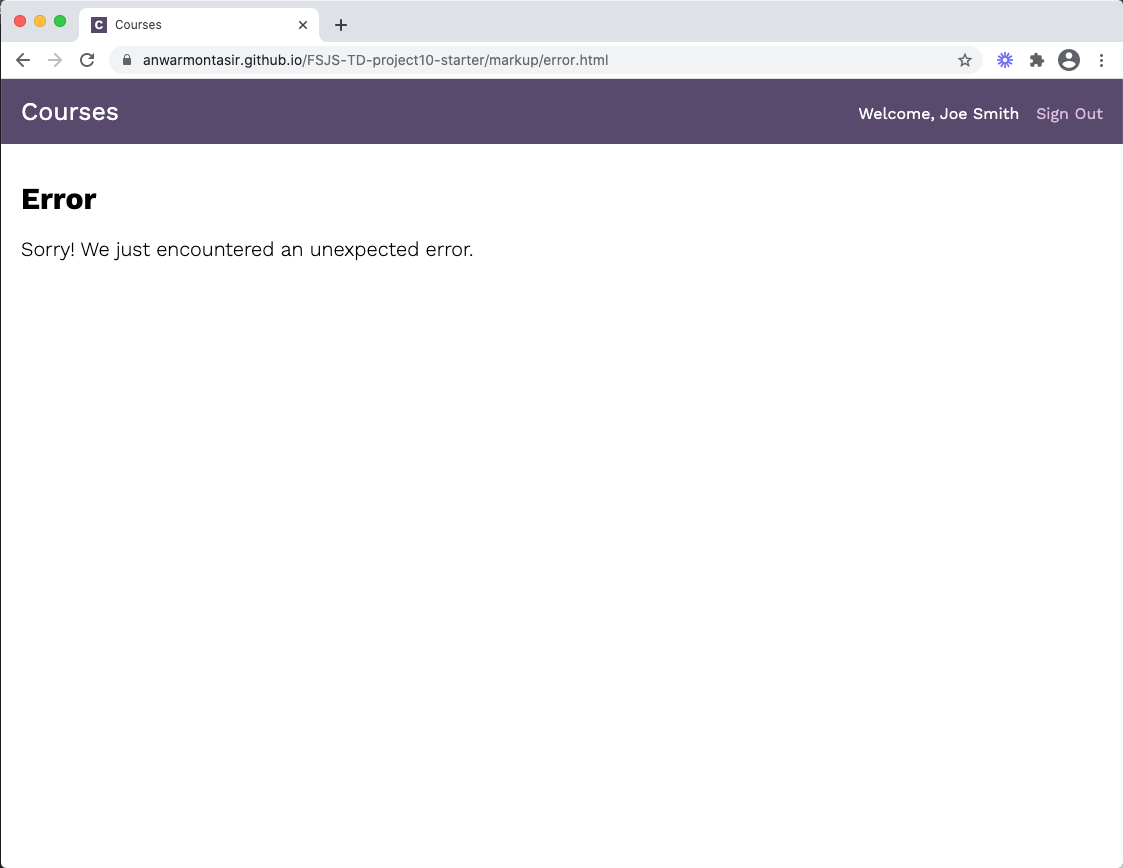 C Courses
anwarmontasir.github.io/FSJS-TD-project10-starter/markup/error.html
Courses Welcome, Joe Smith Sign Out
Error
Sorry! We just encountered an unexpected error.